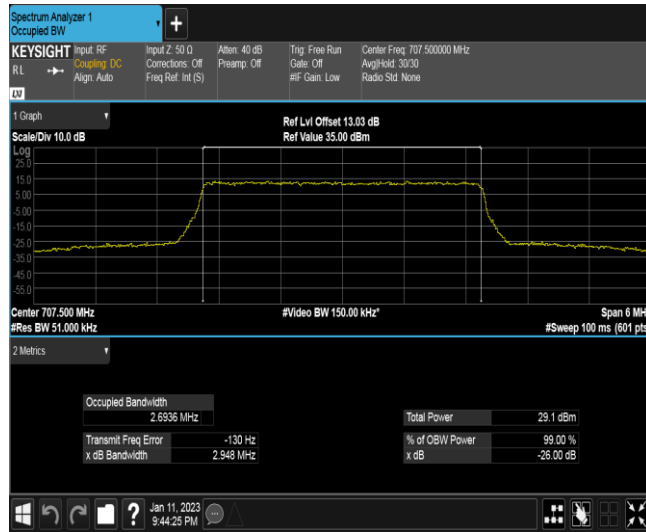 Spectrum Analyzer 1
Occupied BW
+
KEYSIGHT
RL
LXI
Input: RF
Coupling: DC
Align: Auto
Input Z: 50 Ω
Corrections: Off
Freq Ref: Int (S)
Atten: 40 dB
Preamp: Off
Trig: Free Run
Gate: Off
#IF Gain: Low
Center Freq: 707.500000 MHz
Avg|Hold: 30/30
Radio Std: None
1 Graph
Scale/Div 10.0 dB
Ref Lvl Offset 13.03 dB
Ref Value 35.00 dBm
Log
25.0
15.0
5.00
-5.00
-15.0
-25.0
-35.0
-45.0
-55.0
Center 707.500 MHz
#Video BW 150.00 kHz*
Span 6 MH
#Res BW 51.000 kHz
#Sweep 100 ms (601 pts
2 Metrics
Occupied Bandwidth
2.6936 MHz
Total Power 29.1 dBm
Transmit Freq Error -130 Hz
% of OBW Power 99.00 %
x dB Bandwidth 2.948 MHz
x dB -26.00 dB
?
Jan 11, 2023
9:44:25 PM